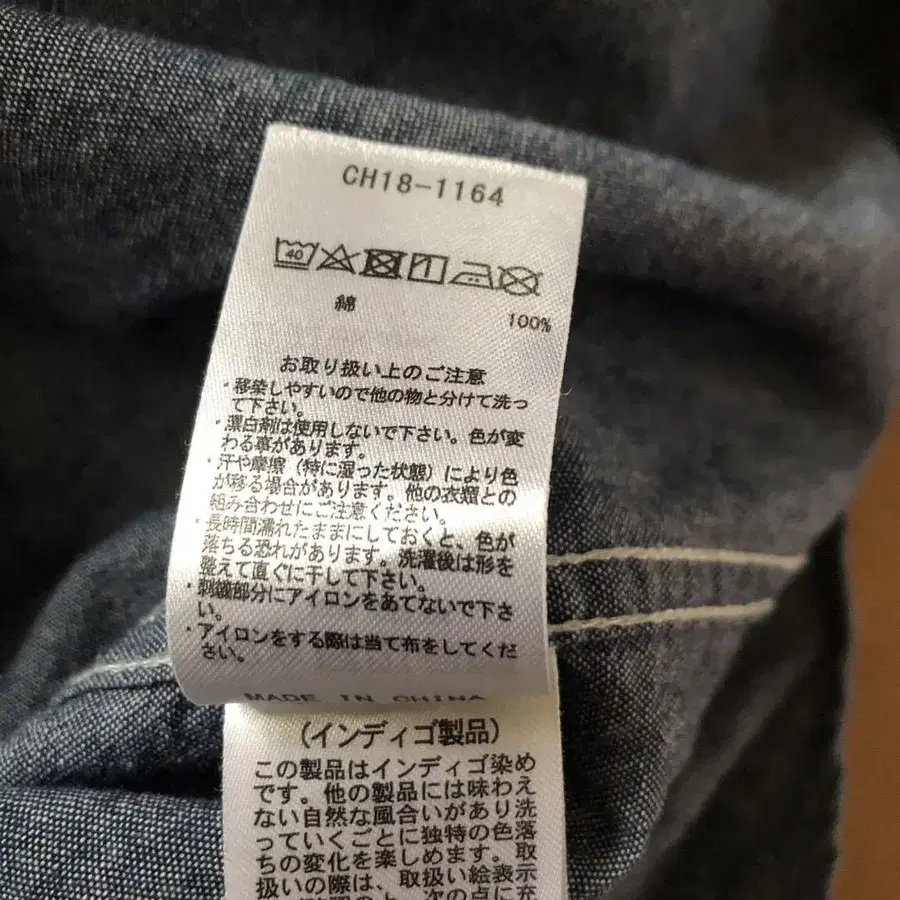 CH18-1164
40
綿
100%
お取り扱い上のご注意
・移染しやすいので他の物と分けて洗っ
て下さい。
・漂白剤は使用しないで下さい。色が変
わる事があります。
・汗や摩擦（特に湿った状態）により色
が移る場合があります。他の衣類との
組み合わせにご注意ください。
・長時間濡れたままにしておくと、色が
落ちる恐れがあります。洗濯後は形を
整えて直ぐに干して下さい。
・刺繍部分にアイロンをあてないで下さ
い。
・アイロンをする際は当て布をしてくだ
さい。
MADE IN CHINA
（インディゴ製品）
この製品はインディゴ染め
です。他の製品には味わえ
ない自然な風合いがあり洗
っていくごとに独特の色落
ちの変化を楽しめます。取
扱いの際は、取扱い絵表示
の上、次の点に充